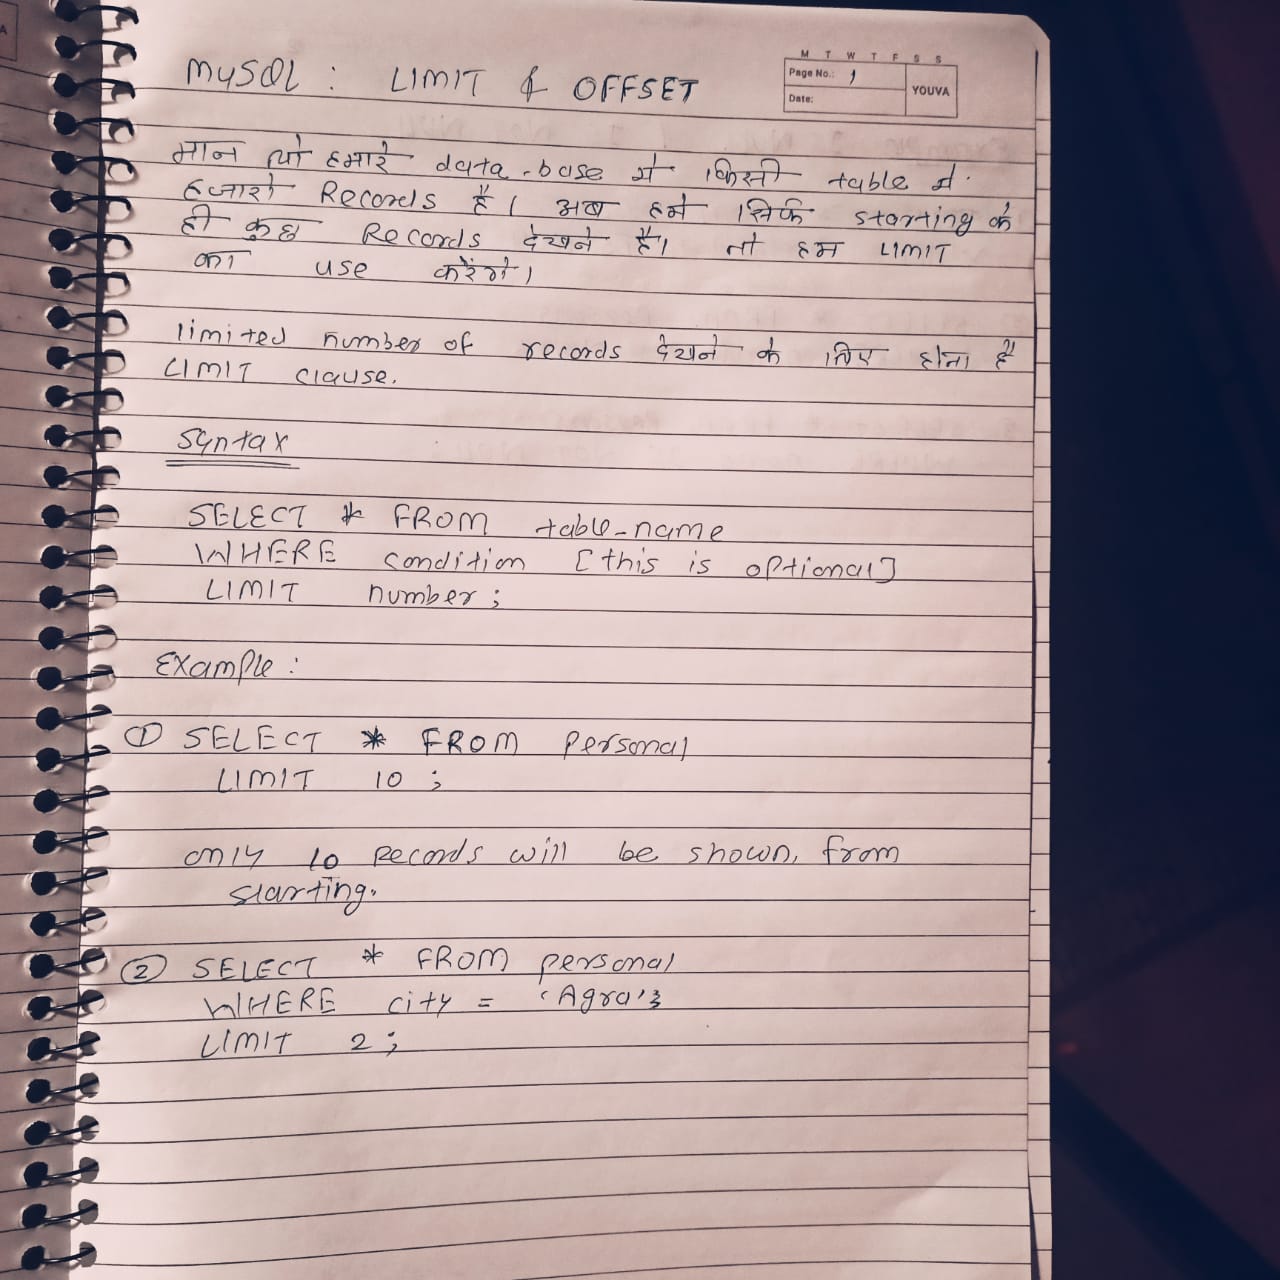 MySQL : LIMIT & OFFSET
M T W T F S S
Page No.: 1
Date:
YOUVA
मान लो हमारे data-base में किसी table में
हजारो Records हैं। अब हमे सिर्फ starting के
ही कुछ Records देखने हैं। तो हम LIMIT
का use करेंगे।
limited number of records देखने के लिए होता है
LIMIT clause.
Syntax
SELECT * FROM table-name
WHERE condition [this is optional]
LIMIT number;
Example :
① SELECT * FROM personal
LIMIT 10 ;
only 10 Records will be shown, from
starting.
② SELECT * FROM personal
WHERE city = 'Agra'
LIMIT 2 ;